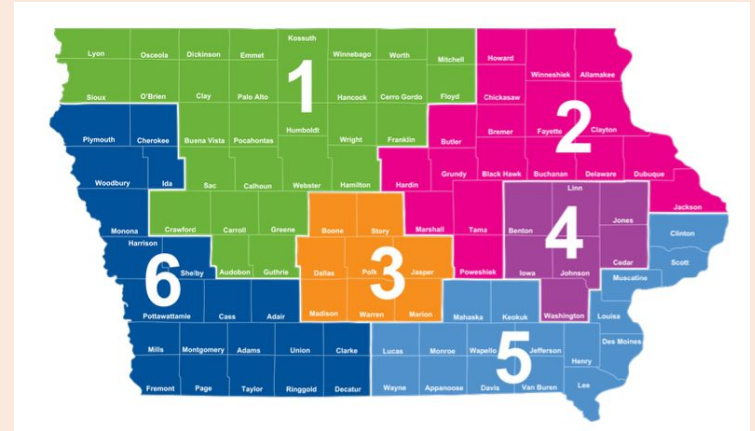 Kossuth
Lyon Osceola Dickinson Emmet Winnebago Worth Mitchell Howard
Winneshiek Allamakee
1
Sioux O'Brien Clay Palo Alto Hancock Cerro Gordo Floyd Chickasaw
2
Plymouth Cherokee Buena Vista Pocahontas Humboldt Wright Franklin Butler Bremer Fayette Clayton
Woodbury Ida Sac Calhoun Webster Hamilton Hardin Grundy Black Hawk Buchanan Delaware Dubuque
Linn
Jackson
Monona Crawford Carroll Greene Boone Story Marshall Tama Benton 4 Jones
Clinton
Harrison Shelby Audobon Guthrie Dallas Polk Jasper Poweshiek Iowa Johnson Cedar Scott
6
3
Muscatine
Pottawattamie Cass Adair Madison Warren Marion Mahaska Keokuk Washington Louisa
Mills Montgomery Adams Union Clarke Lucas Monroe Wapello Jefferson Henry Des Moines
5
Fremont Page Taylor Ringgold Decatur Wayne Appanoose Davis Van Buren Lee